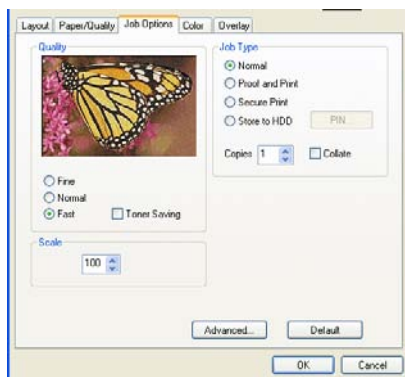 Layout Paper/Quality Job Options Color Overlay
Quality
Fine
Normal
Fast Toner Saving
Scale
100
Job Type
Normal
Proof and Print
Secure Print
Store to HDD PIN
Copies 1 Collate
Advanced... Default
OK Cancel